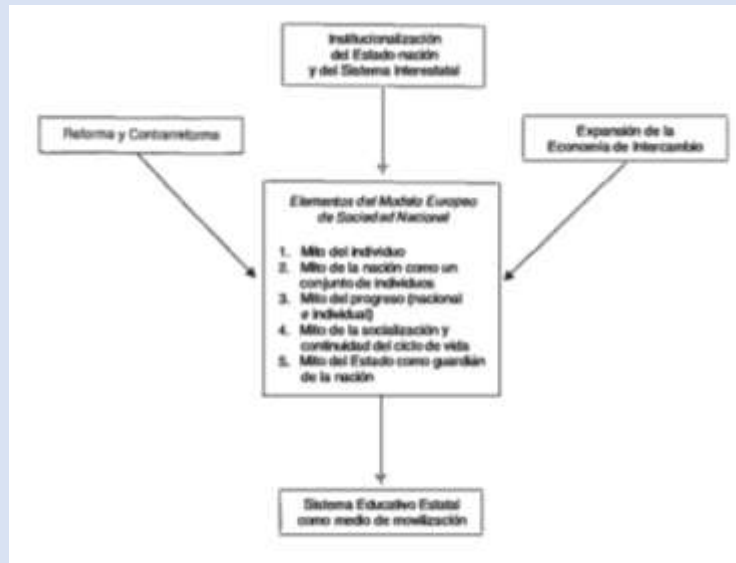 Institucionalización
del Estado-nación
y del Sistema Interestatal
Reforma y Contrarreforma
Expansión de la
Economía de Intercambio
Elementos del Modelo Europeo
de Sociedad Nacional
1. Mito del individuo
2. Mito de la nación como un
conjunto de individuos
3. Mito del progreso (nacional
e individual)
4. Mito de la socialización y
continuidad del ciclo de vida
5. Mito del Estado como guardián
de la nación
Sistema Educativo Estatal
como medio de movilización